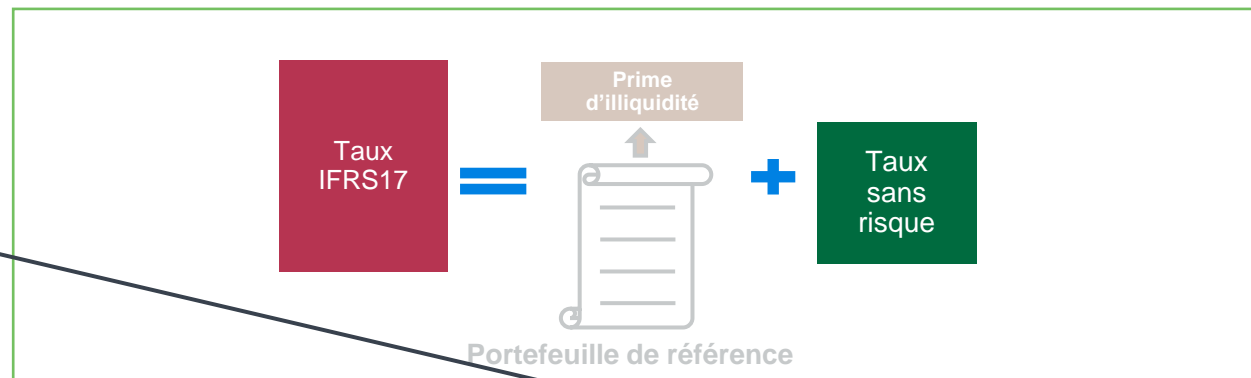 Prime
d'illiquidité
Taux
IFRS17
=
+
Taux
sans
risque
Portefeuille de référence